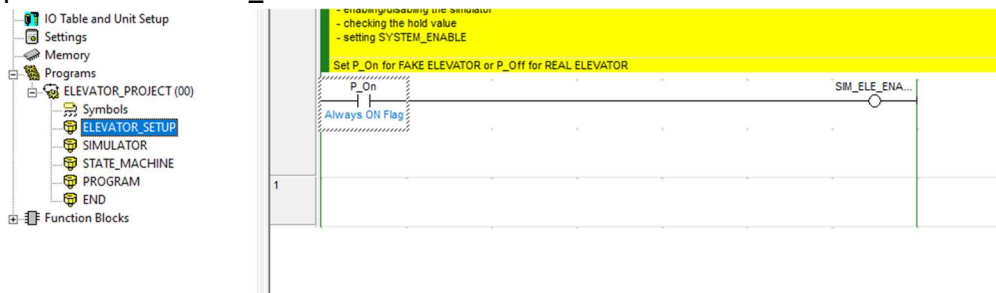 IO Table and Unit Setup
Settings
Memory
Programs
ELEVATOR_PROJECT (00)
Symbols
ELEVATOR_SETUP
SIMULATOR
STATE_MACHINE
PROGRAM
END
Function Blocks
- enabling/disabling the simulator
- checking the hold value
- setting SYSTEM_ENABLE
Set P_On for FAKE ELEVATOR or P_Off for REAL ELEVATOR
P_On
SIM_ELE_ENA...
Always ON Flag
1